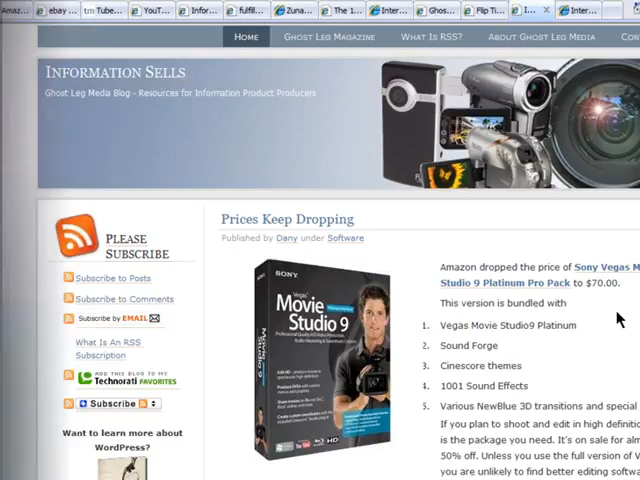 Amaz...
ebay ...
tm Tube...
YouT...
Infor...
fulfill...
Zuna...
The 1...
Inter...
Ghos...
Flip Ti...
I...
Inter...
HOME
GHOST LEG MAGAZINE
WHAT IS RSS?
ABOUT GHOST LEG MEDIA
CON
INFORMATION SELLS
Ghost Leg Media Blog - Resources for Information Product Producers
PLEASE
SUBSCRIBE
Subscribe to Posts
Subscribe to Comments
Subscribe by EMAIL
What Is An RSS
Subscription
ADD THIS BLOG TO MY
Technorati FAVORITES
Subscribe
Want to learn more about
WordPress?
Prices Keep Dropping
Published by Dany under Software
SONY
Vegas
Movie
Studio 9
Amazon dropped the price of Sony Vegas M
Studio 9 Platinum Pro Pack to $70.00.
This version is bundled with
1. Vegas Movie Studio9 Platinum
2. Sound Forge
3. Cinescore themes
4. 1001 Sound Effects
5. Various NewBlue 3D transitions and special
If you plan to shoot and edit in high definition
is the package you need. It's on sale for alm
50% off. Unless you use the full version of V
you are unlikely to find better editing softwa